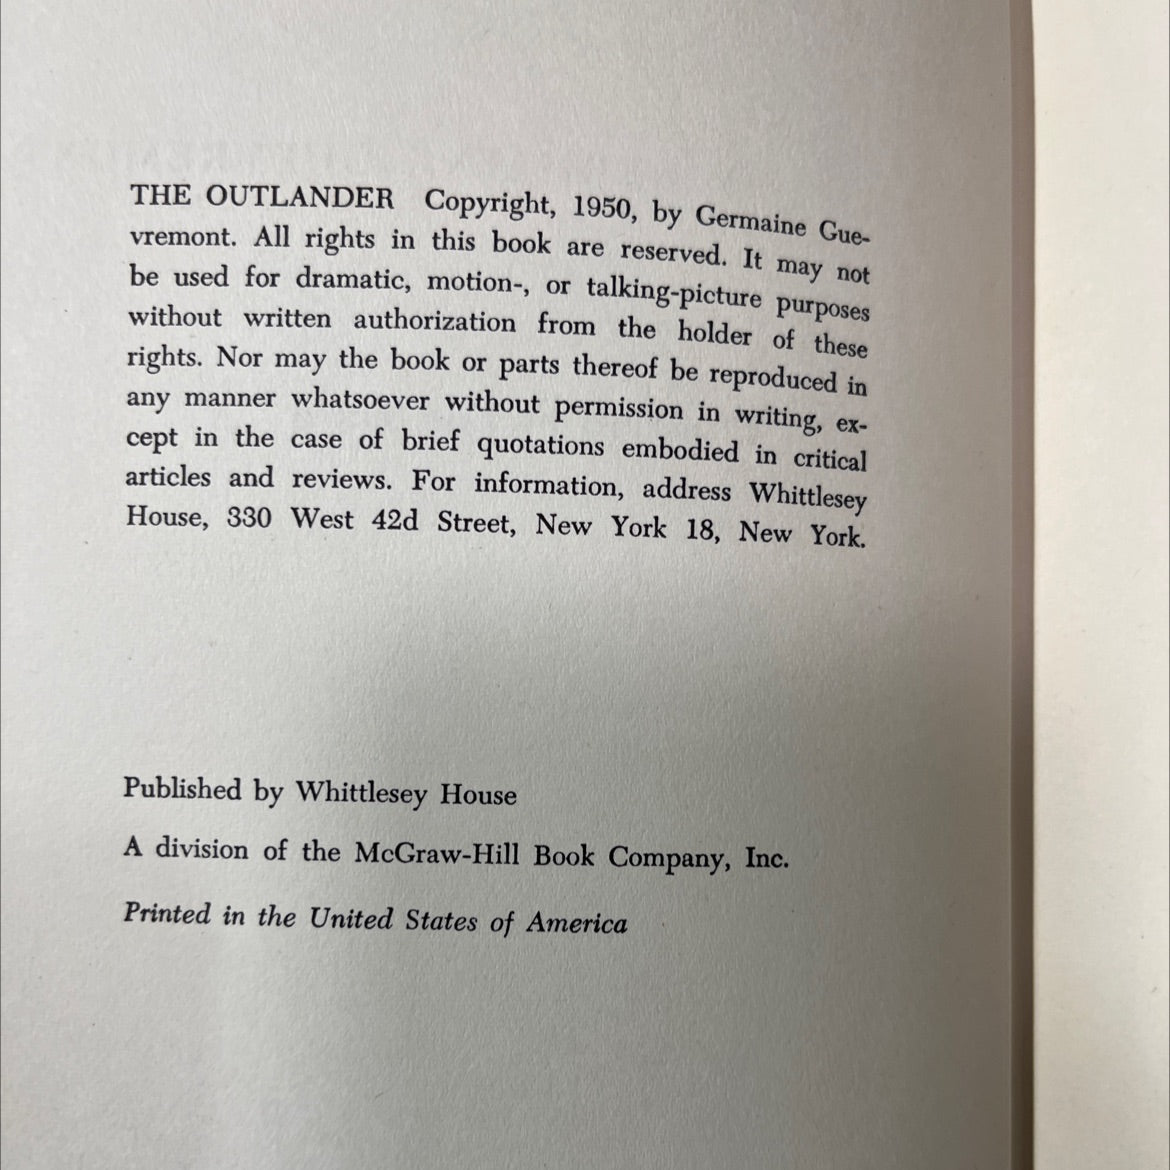 THE OUTLANDER Copyright, 1950, by Germaine Gue-
vremont. All rights in this book are reserved. It may not
be used for dramatic, motion-, or talking-picture purposes
without written authorization from the holder of these
rights. Nor may the book or parts thereof be reproduced in
any manner whatsoever without permission in writing, ex-
cept in the case of brief quotations embodied in critical
articles and reviews. For information, address Whittlesey
House, 330 West 42d Street, New York 18, New York.
Published by Whittlesey House
A division of the McGraw-Hill Book Company, Inc.
Printed in the United States of America